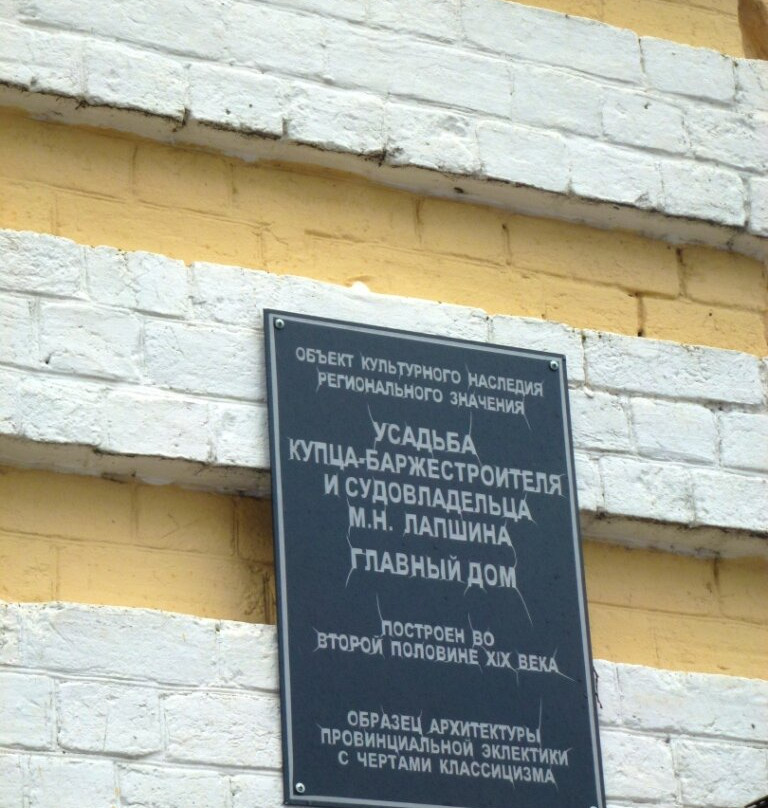 ОБЪЕКТ КУЛЬТУРНОГО НАСЛЕДИЯ
РЕГИОНАЛЬНОГО ЗНАЧЕНИЯ
УСАДЬБА
КУПЦА-БАРЖЕСТРОИТЕЛЯ
И СУДОВЛАДЕЛЬЦА
М.Н. ЛАПШИНА
ГЛАВНЫЙ ДОМ
ПОСТРОЕН ВО
ВТОРОЙ ПОЛОВИНЕ XIX ВЕКА
ОБРАЗЕЦ АРХИТЕКТУРЫ
ПРОВИНЦИАЛЬНОЙ ЭКЛЕКТИКИ
С ЧЕРТАМИ КЛАССИЦИЗМА